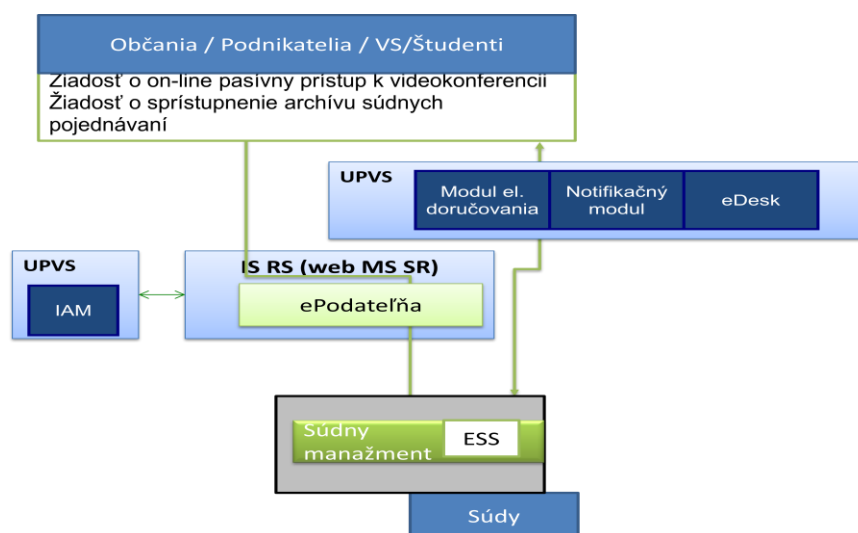 Občania / Podnikatelia / VS/Študenti
Žiadosť o on-line pasívny prístup k videokonferencii
Žiadosť o sprístupnenie archívu súdnych
pojednávaní
UPVS
Modul el.
doručovania
Notifikačný
modul
eDesk
UPVS
IAM
IS RS (web MS SR)
ePodateľňa
Súdny
manažment
ESS
Súdy